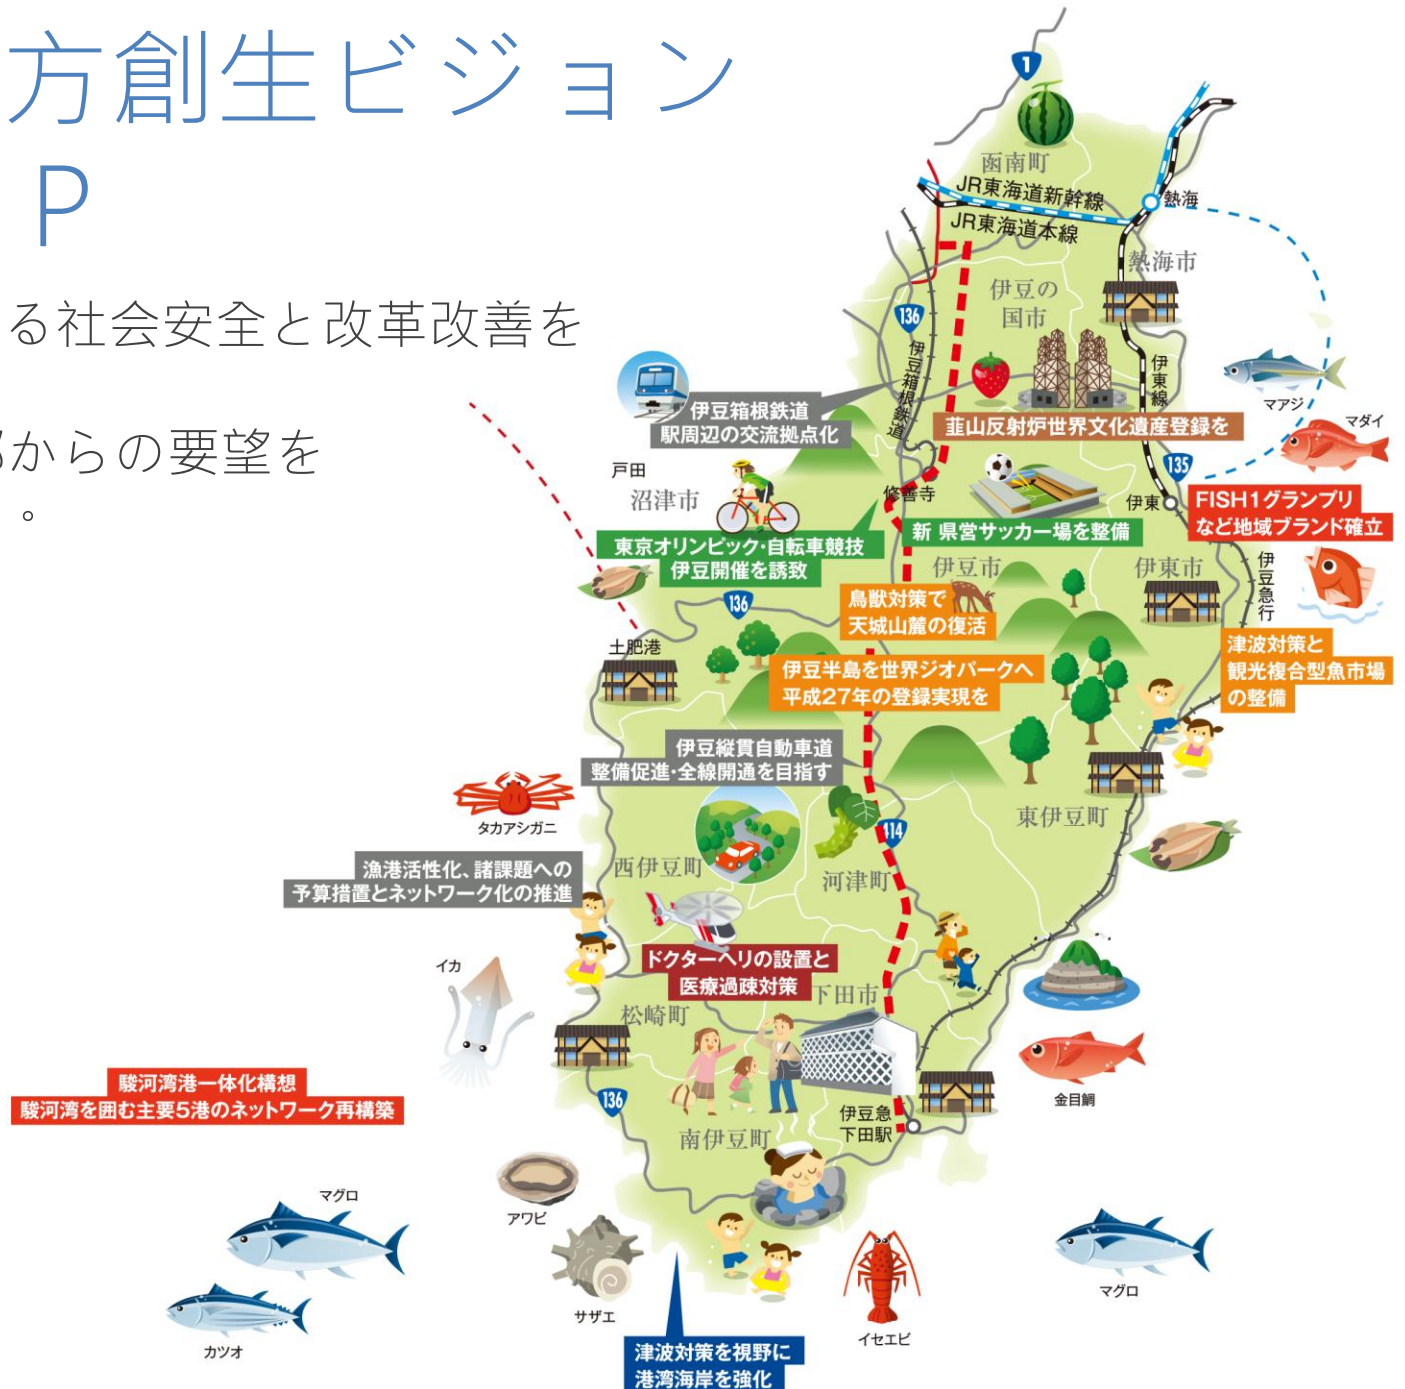 方創生ビジョン
P
る社会安全と改革改善を
からの要望を
。
1
函南町
JR東海道新幹線
JR東海道本線
熱海
熱海市
伊豆の
国市
136
伊豆箱根鉄道
伊東線
マアジ
マダイ
伊豆箱根鉄道
駅周辺の交流拠点化
韮山反射炉世界文化遺産登録を
戸田
沼津市
修善寺
135
伊東
FISH1グランプリ
など地域ブランド確立
新 県営サッカー場を整備
東京オリンピック・自転車競技
伊豆開催を誘致
伊豆市
伊東市
伊豆急行
136
鳥獣対策で
天城山麓の復活
土肥港
津波対策と
観光複合型魚市場
の整備
伊豆半島を世界ジオパークへ
平成27年の登録実現を
伊豆縦貫自動車道
整備促進・全線開通を目指す
タカアシガニ
東伊豆町
414
漁港活性化、諸課題への
予算措置とネットワーク化の推進
西伊豆町
河津町
イカ
ドクターヘリの設置と
医療過疎対策
下田市
松崎町
駿河湾港一体化構想
駿河湾を囲む主要5港のネットワーク再構築
136
金目鯛
伊豆急
下田駅
南伊豆町
マグロ
アワビ
サザエ
イセエビ
マグロ
カツオ
津波対策を視野に
港湾海岸を強化